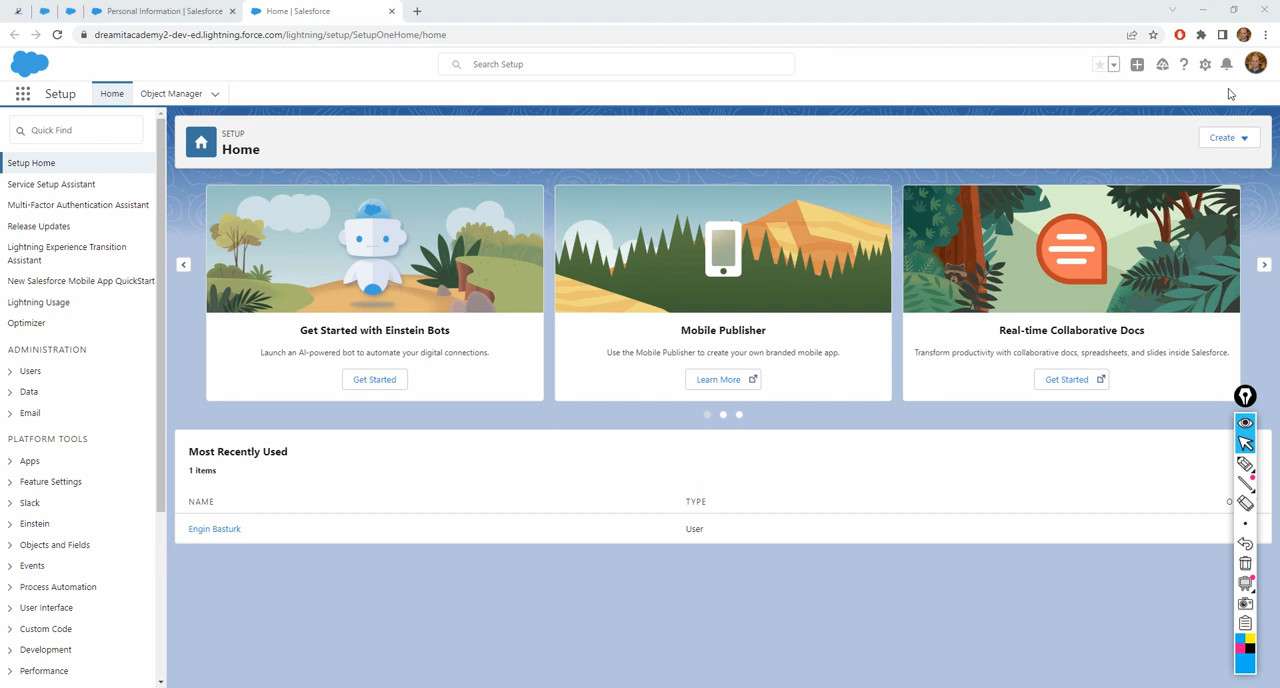 Personal Information | Salesforce
Home | Salesforce
dreamitacademy2-dev-ed.lightning.force.com/lightning/setup/SetupOneHome/home
Search Setup
Setup
Home
Object Manager
Quick Find
Setup Home
Service Setup Assistant
Multi-Factor Authentication Assistant
Release Updates
Lightning Experience Transition
Assistant
New Salesforce Mobile App QuickStart
Lightning Usage
Optimizer
ADMINISTRATION
Users
Data
Email
PLATFORM TOOLS
Apps
Feature Settings
Slack
Einstein
Objects and Fields
Events
Process Automation
User Interface
Custom Code
Development
Performance
SETUP
Home
Create
Get Started with Einstein Bots
Launch an AI-powered bot to automate your digital connections.
Get Started
Mobile Publisher
Use the Mobile Publisher to create your own branded mobile app.
Learn More
Real-time Collaborative Docs
Transform productivity with collaborative docs, spreadsheets, and slides inside Salesforce.
Get Started
Most Recently Used
1 items
NAME
TYPE
O
Engin Basturk
User